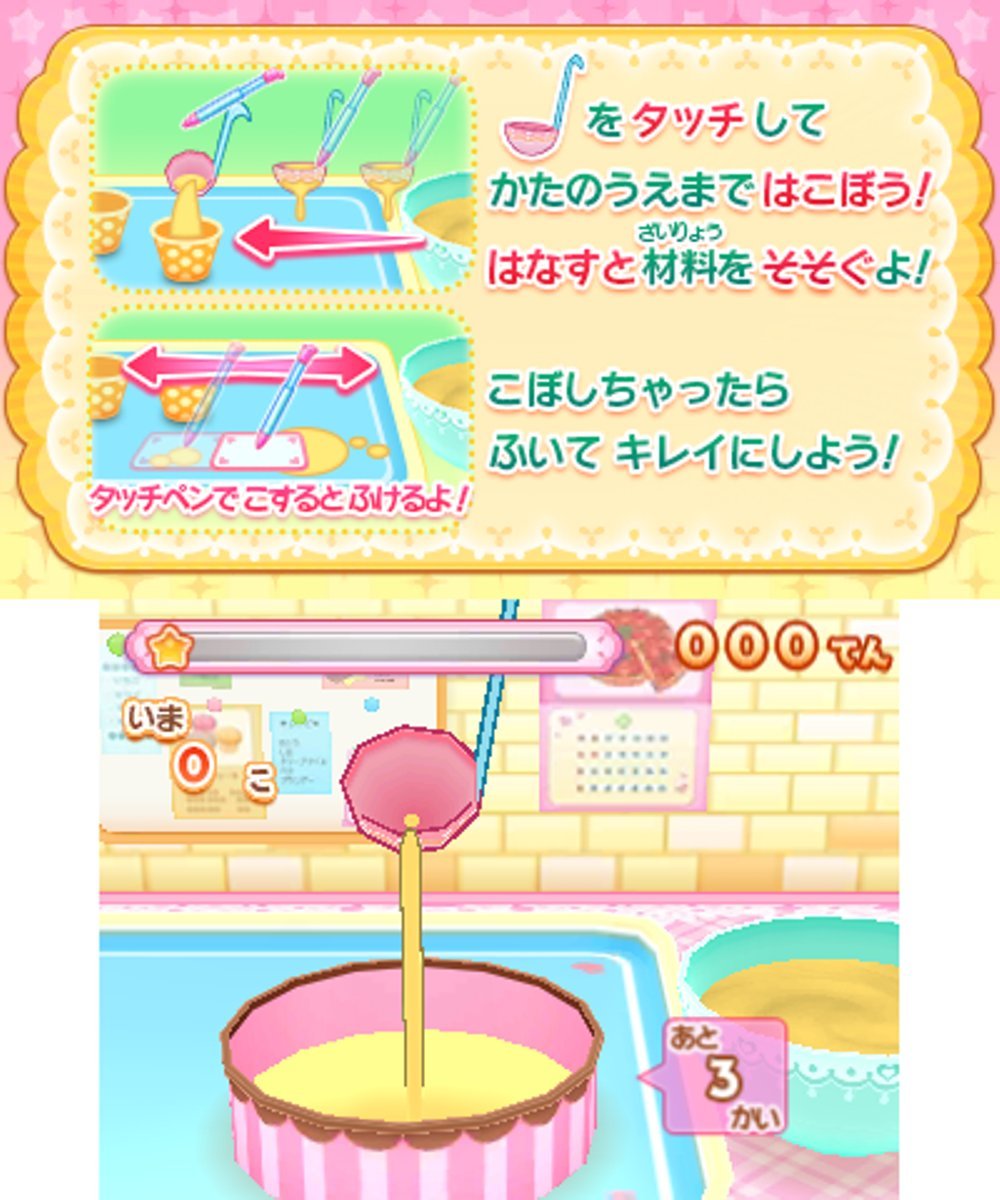 をタッチして
かたのうえまではこぼう!
ざいりょう
はなすと材料をそそぐよ!
こぼしちゃったら
ふいて キレイにしよう!
タッチペンでこするとふけるよ!
000てん
いま
0こ
あと
3
かい